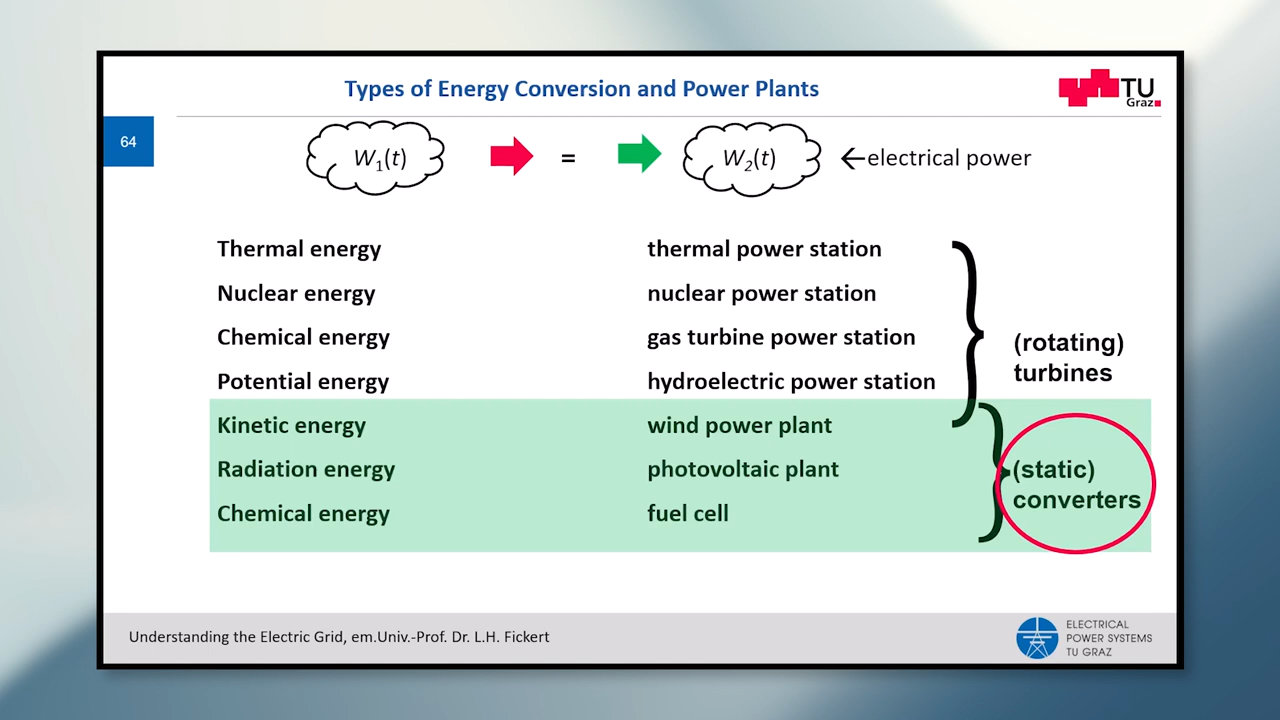 Types of Energy Conversion and Power Plants
TU
Graz
64
W1(t) = W2(t) ←electrical power
Thermal energy thermal power station
Nuclear energy nuclear power station
Chemical energy gas turbine power station
Potential energy hydroelectric power station
(rotating)
turbines
Kinetic energy wind power plant
Radiation energy photovoltaic plant
Chemical energy fuel cell
(static)
converters
Understanding the Electric Grid, em.Univ.-Prof. Dr. L.H. Fickert
ELECTRICAL
POWER SYSTEMS
TU GRAZ